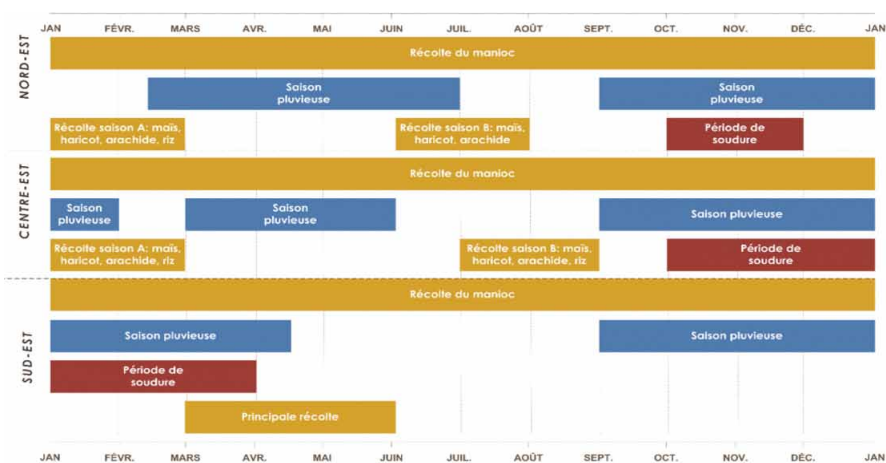 JAN FÉVR. MARS AVR. MAI JUIN JUIL. AOÛT SEPT. OCT. NOV. DÉC. JAN
NORD-EST
Récolte du manioc
Saison
pluvieuse
Saison
pluvieuse
Récolte saison A: maïs,
haricot, arachide, riz
Récolte saison B: maïs,
haricot, arachide
Période de
soudure
CENTRE-EST
Récolte du manioc
Saison
pluvieuse
Saison
pluvieuse
Saison pluvieuse
Récolte saison A: maïs,
haricot, arachide, riz
Récolte saison B: maïs,
haricot, arachide, riz
Période de
soudure
SUD-EST
Récolte du manioc
Saison pluvieuse
Saison pluvieuse
Période de
soudure
Principale récolte
JAN FÉVR. MARS AVR. MAI JUIN JUIL. AOÛT SEPT. OCT. NOV. DÉC. JAN